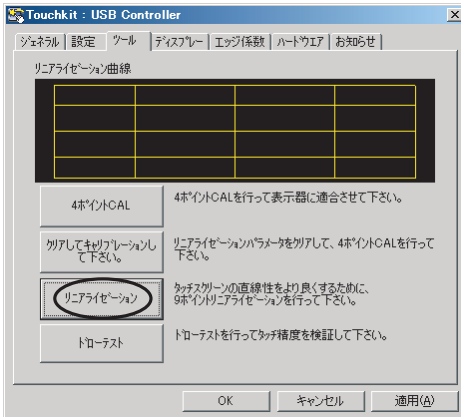 Touchkit : USB Controller
ｼﾞｪﾈﾗﾙ 設定 ﾂｰﾙ ﾃﾞｨｽﾌﾟﾚｰ ｴｯｼﾞ係数 ﾊｰﾄﾞｳｴｱ お知らせ
ﾘﾆｱﾗｲｾﾞｰｼｮﾝ曲線
4ﾎﾟｲﾝﾄCAL
4ﾎﾟｲﾝﾄCALを行って表示器に適合させて下さい。
ｸﾘｱしてｷｬﾘﾌﾞﾚｰｼｮﾝし
て下さい。
ﾘﾆｱﾗｲｾﾞｰｼｮﾝﾊﾟﾗﾒｰﾀをｸﾘｱして、4ﾎﾟｲﾝﾄCALを行って
下さい。
ﾘﾆｱﾗｲｾﾞｰｼｮﾝ
ﾀｯﾁｽｸﾘｰﾝの直線性をより良くするために、
9ﾎﾟｲﾝﾄﾘﾆｱﾗｲｾﾞｰｼｮﾝを行って下さい。
ﾄﾞﾛｰﾃｽﾄ
ﾄﾞﾛｰﾃｽﾄを行ってﾀｯﾁ精度を検証して下さい。
OK ｷｬﾝｾﾙ 適用(A)